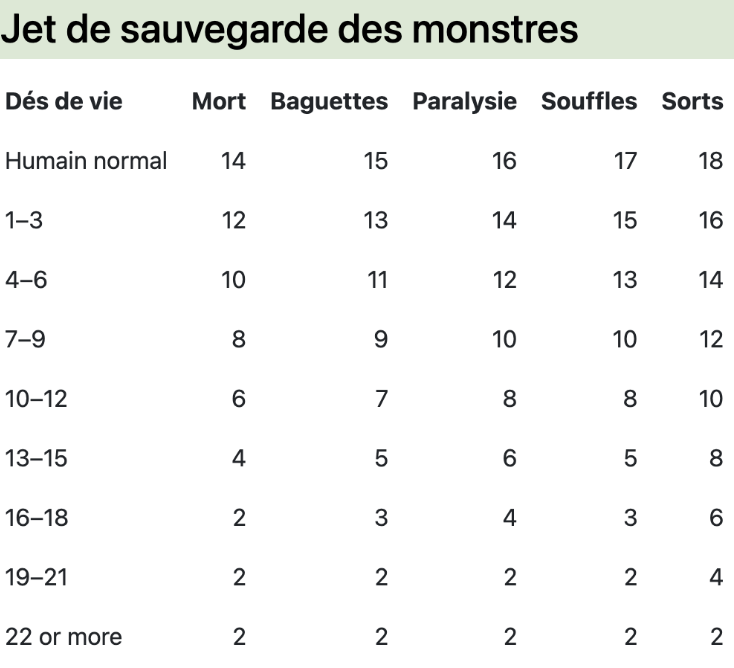 Jet de sauvegarde des monstres
Dés de vie Mort Baguettes Paralysie Souffles Sorts
Humain normal 14 15 16 17 18
1–3 12 13 14 15 16
4–6 10 11 12 13 14
7–9 8 9 10 10 12
10–12 6 7 8 8 10
13–15 4 5 6 5 8
16–18 2 3 4 3 6
19–21 2 2 2 2 4
22 or more 2 2 2 2 2